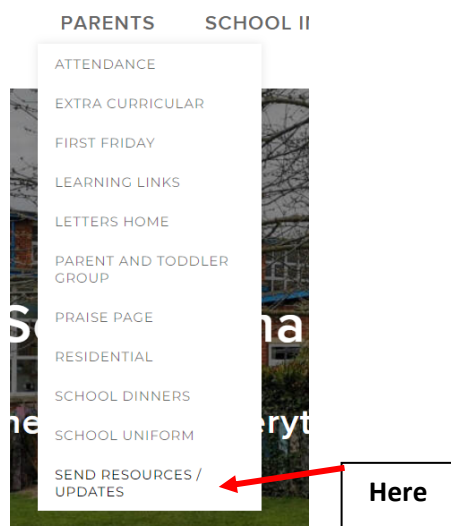 PARENTS SCHOOL
ATTENDANCE
EXTRA CURRICULAR
FIRST FRIDAY
LEARNING LINKS
LETTERS HOME
PARENT AND TODDLER
GROUP
PRAISE PAGE
RESIDENTIAL
SCHOOL DINNERS
SCHOOL UNIFORM
SEND RESOURCES /
UPDATES
Here